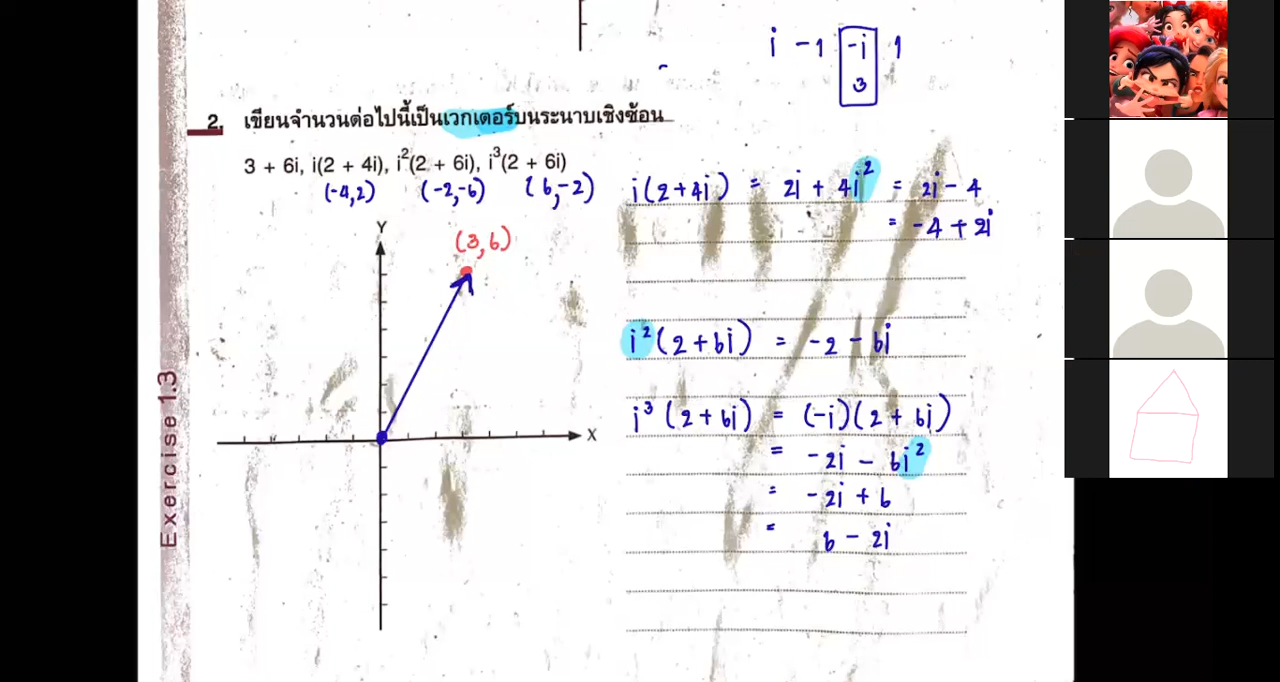 i -1 -i 1
3
2. เขียนจำนวนต่อไปนี้เป็นเวกเตอร์บนระนาบเชิงซ้อน
3 + 6i, i(2 + 4i), i²(2 + 6i), i³(2 + 6i)
(-4,2) (-2,-6) (6,-2)
i(2+4i) = 2i + 4i² = 2i - 4
= -4 + 2i
Y
(3,6)
X
i²(2+6i) = -2 - 6i
i³(2+6i) = (-i)(2+6i)
= -2i - 6i²
= -2i + 6
= 6 - 2i
Exercise 1.3